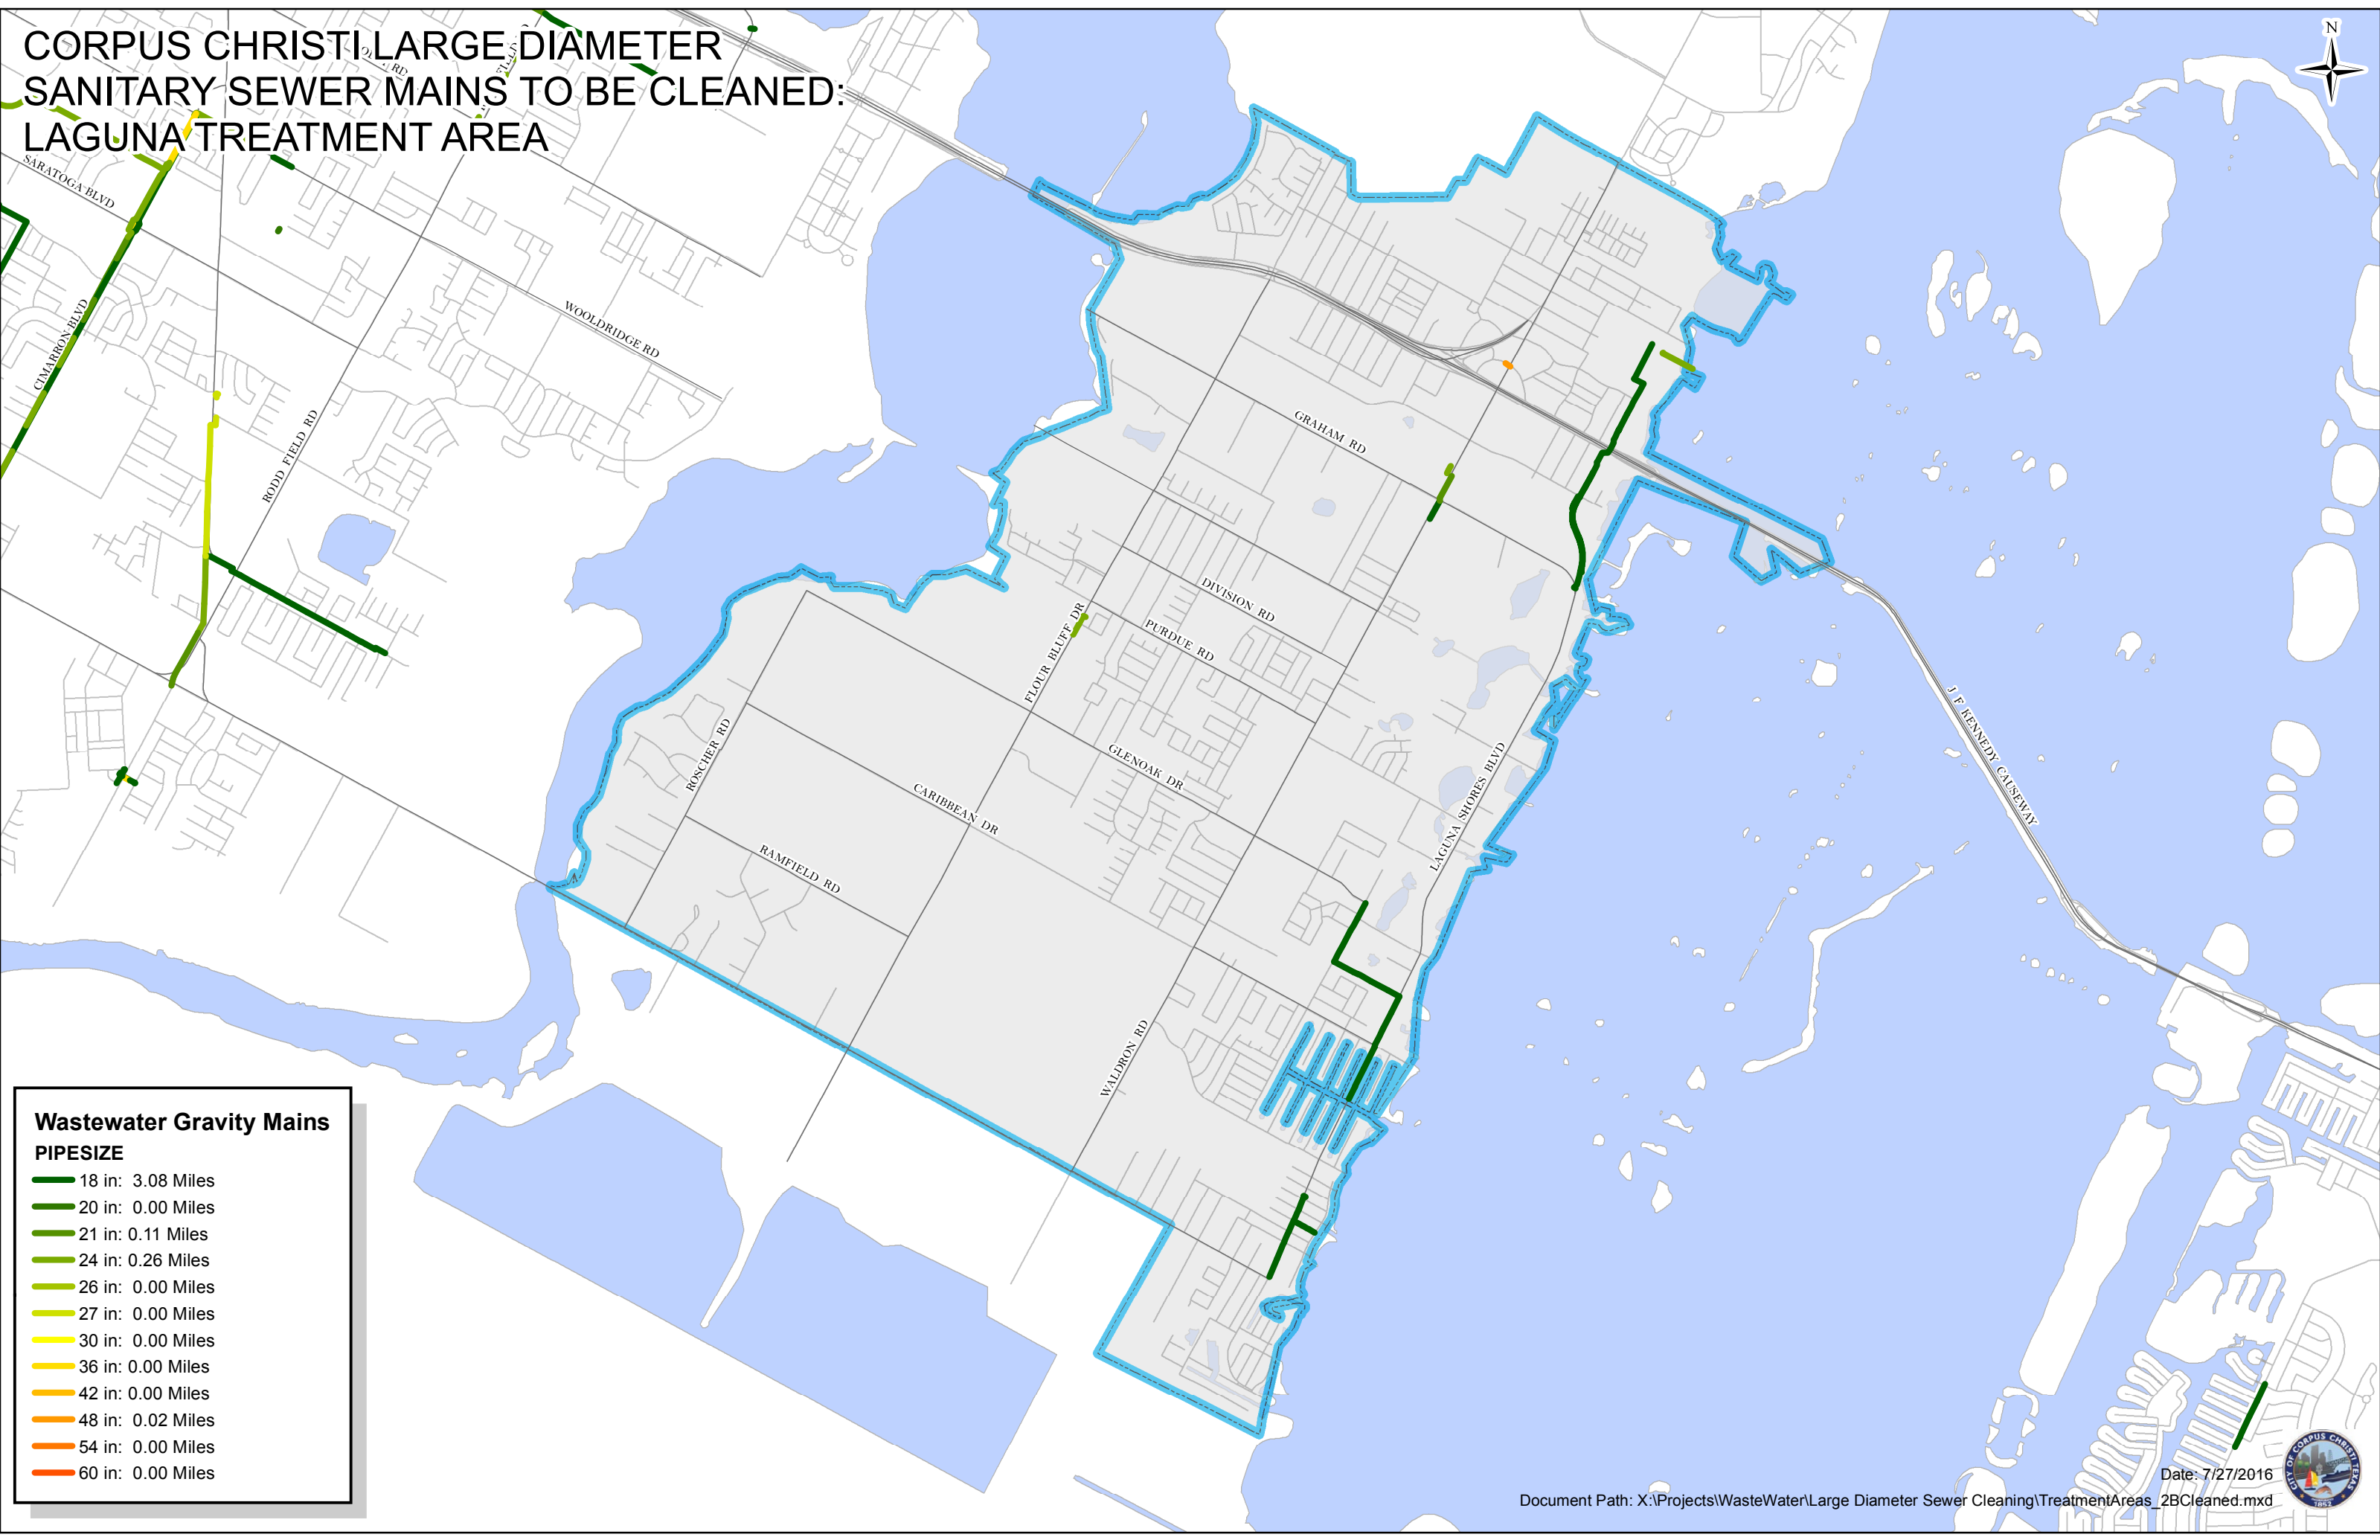 CORPUS CHRISTI LARGE DIAMETER
SANITARY SEWER MAINS TO BE CLEANED:
LAGUNA TREATMENT AREA
N
SARATOGA BLVD
CIMARRON BLVD
RODD FIELD RD
WOOLDRIDGE RD
GRAHAM RD
DIVISION RD
PURDUE RD
FLOUR BLUFF DR
ROSCHER RD
GLENOAK DR
CARIBBEAN DR
RAMFIELD RD
LAGUNA SHORES BLVD
WALDRON RD
J F KENNEDY CAUSEWAY
Wastewater Gravity Mains
PIPESIZE
18 in: 3.08 Miles
20 in: 0.00 Miles
21 in: 0.11 Miles
24 in: 0.26 Miles
26 in: 0.00 Miles
27 in: 0.00 Miles
30 in: 0.00 Miles
36 in: 0.00 Miles
42 in: 0.00 Miles
48 in: 0.02 Miles
54 in: 0.00 Miles
60 in: 0.00 Miles
Date: 7/27/2016
Document Path: X:\Projects\WasteWater\Large Diameter Sewer Cleaning\TreatmentAreas_2BCleaned.mxd
CITY OF CORPUS CHRISTI TEXAS
1852